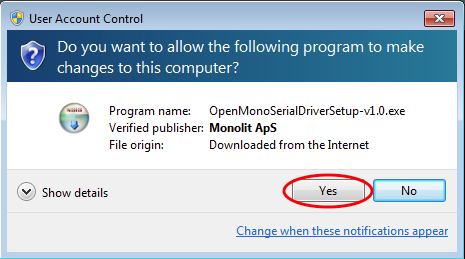 User Account Control
Do you want to allow the following program to make
changes to this computer?
Program name: OpenMonoSerialDriverSetup-v1.0.exe
Verified publisher: Monolit ApS
File origin: Downloaded from the Internet
Show details
Yes
No
Change when these notifications appear